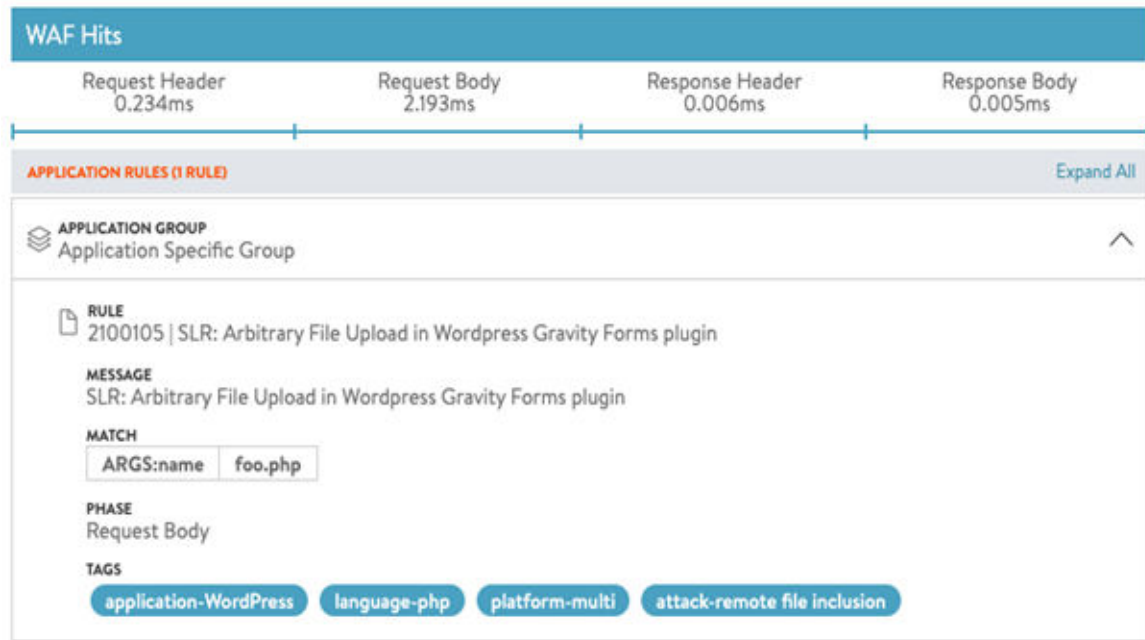 WAF Hits
Request Header Request Body Response Header Response Body
0.234ms 2.193ms 0.006ms 0.005ms
APPLICATION RULES (1 RULE) Expand All
APPLICATION GROUP
Application Specific Group
RULE
2100105 | SLR: Arbitrary File Upload in Wordpress Gravity Forms plugin
MESSAGE
SLR: Arbitrary File Upload in Wordpress Gravity Forms plugin
MATCH
ARGS:name foo.php
PHASE
Request Body
TAGS
application-WordPress language-php platform-multi attack-remote file inclusion